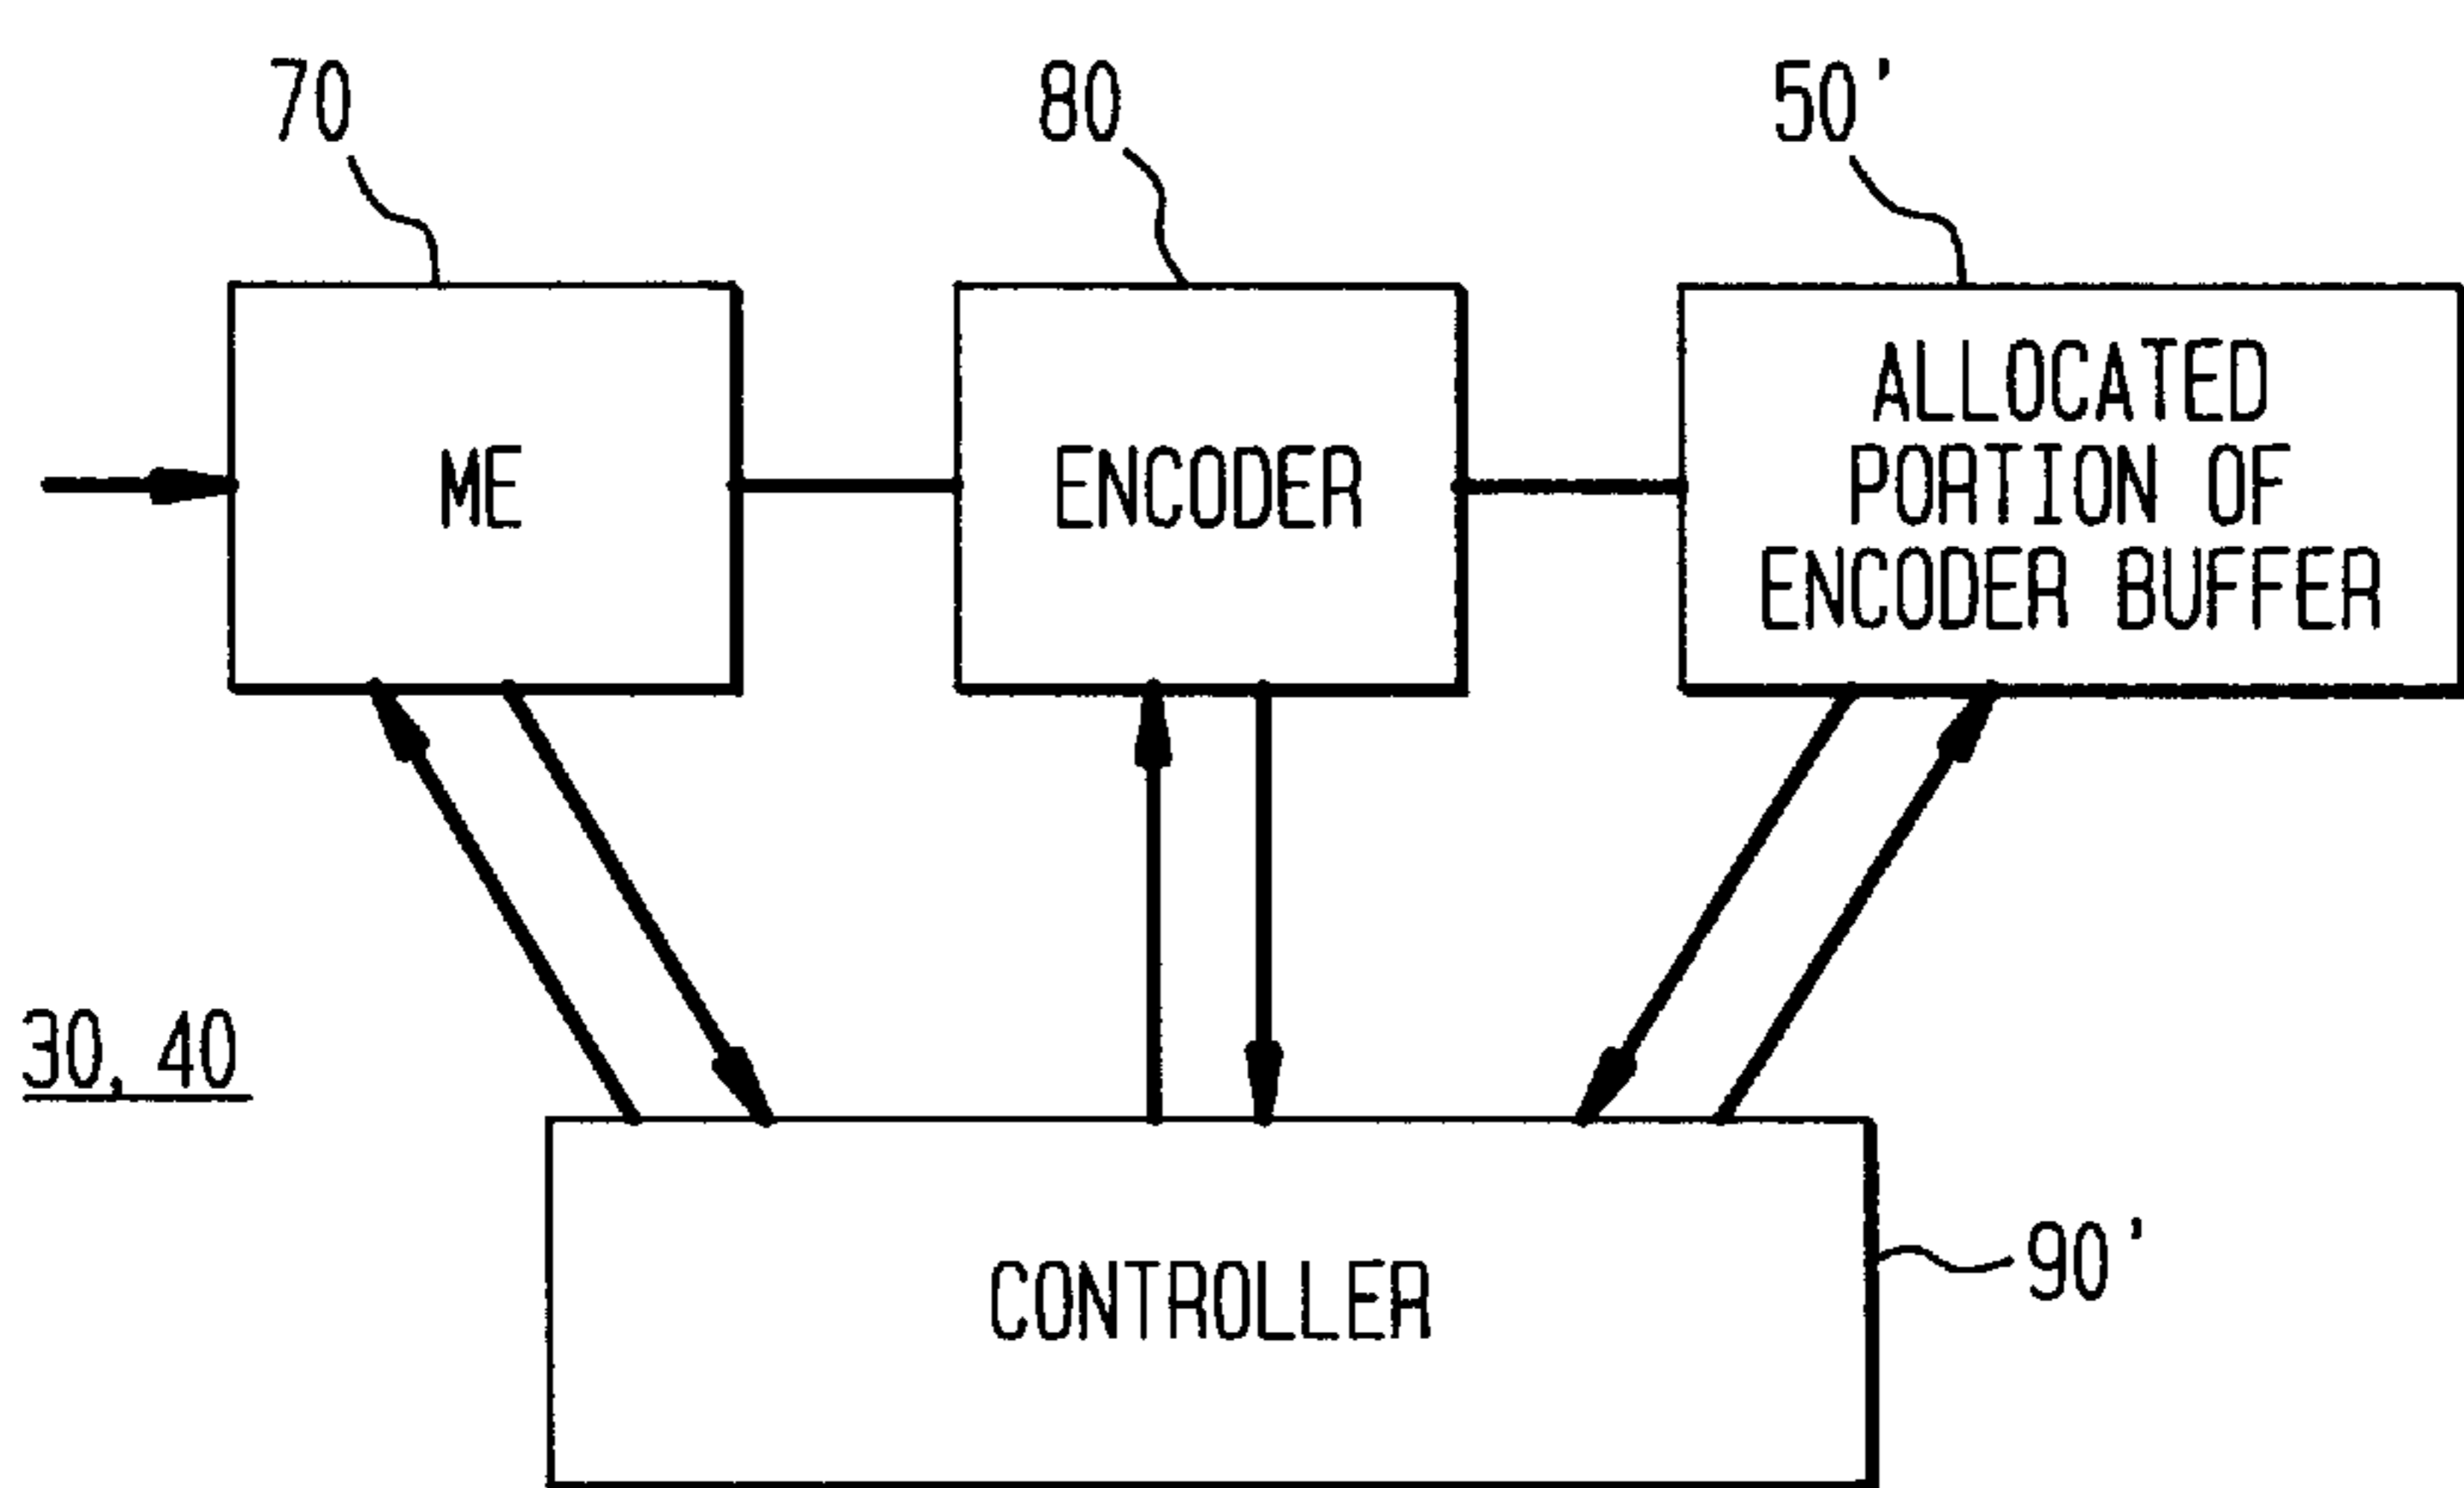 70
80
50'
ME
ENCODER
ALLOCATED
PORTION OF
ENCODER BUFFER
30, 40
CONTROLLER
90'